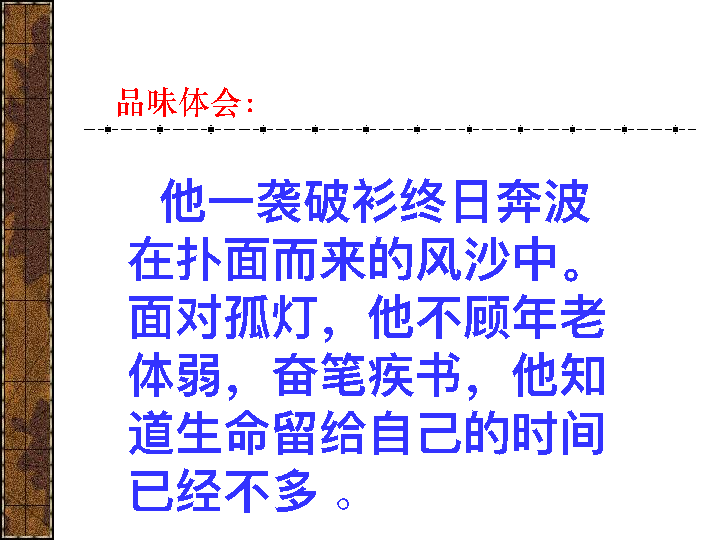 品味体会:
他一袭破衫终日奔波
在扑面而来的风沙中。
面对孤灯，他不顾年老
体弱，奋笔疾书，他知
道生命留给自己的时间
已经不多 。